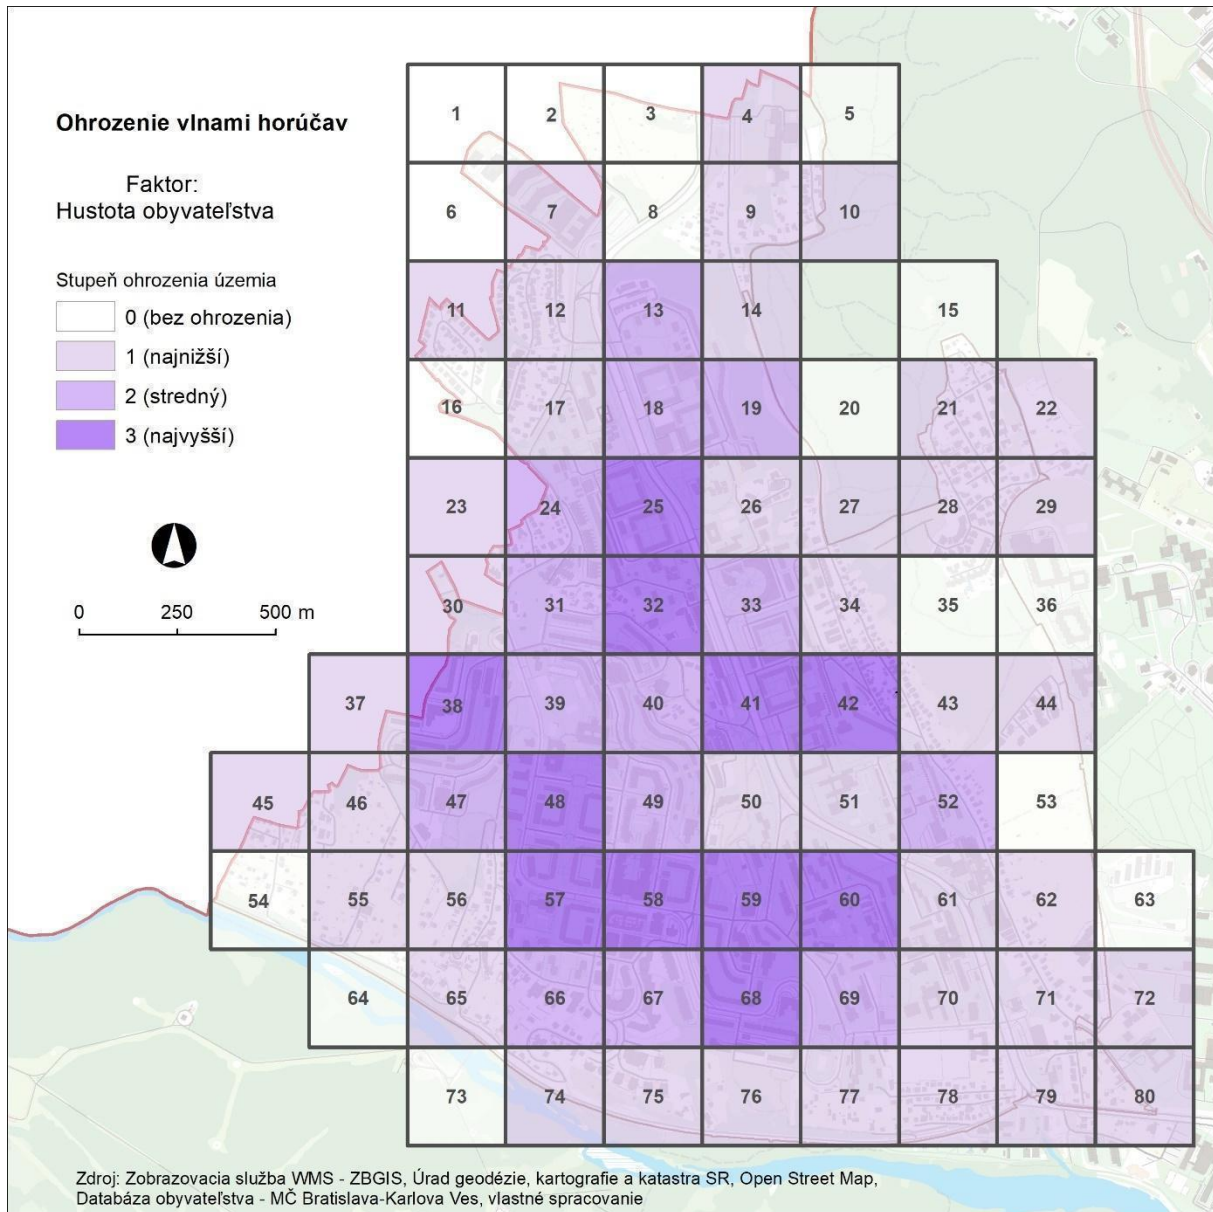 Ohrozenie vlnami horúčav
Faktor:
Hustota obyvateľstva
Stupeň ohrozenia územia
0 (bez ohrozenia)
1 (najnižší)
2 (stredný)
3 (najvyšší)
0 250 500 m
1 2 3 4 5
6 7 8 9 10
11 12 13 14 15
16 17 18 19 20 21 22
23 24 25 26 27 28 29
30 31 32 33 34 35 36
37 38 39 40 41 42 43 44
45 46 47 48 49 50 51 52 53
54 55 56 57 58 59 60 61 62 63
64 65 66 67 68 69 70 71 72
73 74 75 76 77 78 79 80
Zdroj: Zobrazovacia služba WMS - ZBGIS, Úrad geodézie, kartografie a katastra SR, Open Street Map,
Databáza obyvateľstva - MČ Bratislava-Karlova Ves, vlastné spracovanie